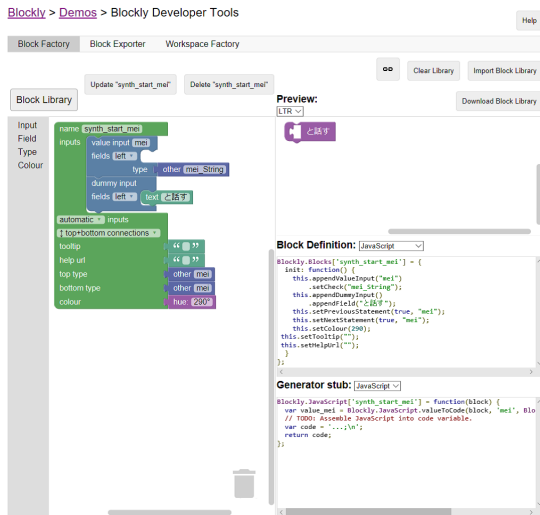 Blockly > Demos > Blockly Developer Tools
Help
Block Factory Block Exporter Workspace Factory
Clear Library Import Block Library
Update "synth_start_mei" Delete "synth_start_mei"
Block Library
Download Block Library
Preview:
LTR
Input
Field
Type
Colour
name synth_start_mei
inputs value input mei
fields left
type other mei_String
dummy input
fields left text と話す
automatic inputs
↕ top+bottom connections
tooltip “ ”
help url “ ”
top type other mei
bottom type other mei
colour hue: 290°
と話す
Block Definition: JavaScript
Blockly.Blocks['synth_start_mei'] = {
  init: function() {
    this.appendValueInput("mei")
        .setCheck("mei_String");
    this.appendDummyInput()
        .appendField("と話す");
    this.setPreviousStatement(true, "mei");
    this.setNextStatement(true, "mei");
    this.setColour(290);
 this.setTooltip("");
 this.setHelpUrl("");
  }
};
Generator stub: JavaScript
Blockly.JavaScript['synth_start_mei'] = function(block) {
  var value_mei = Blockly.JavaScript.valueToCode(block, 'mei', Blo
  // TODO: Assemble JavaScript into code variable.
  var code = '...;\n';
  return code;
};